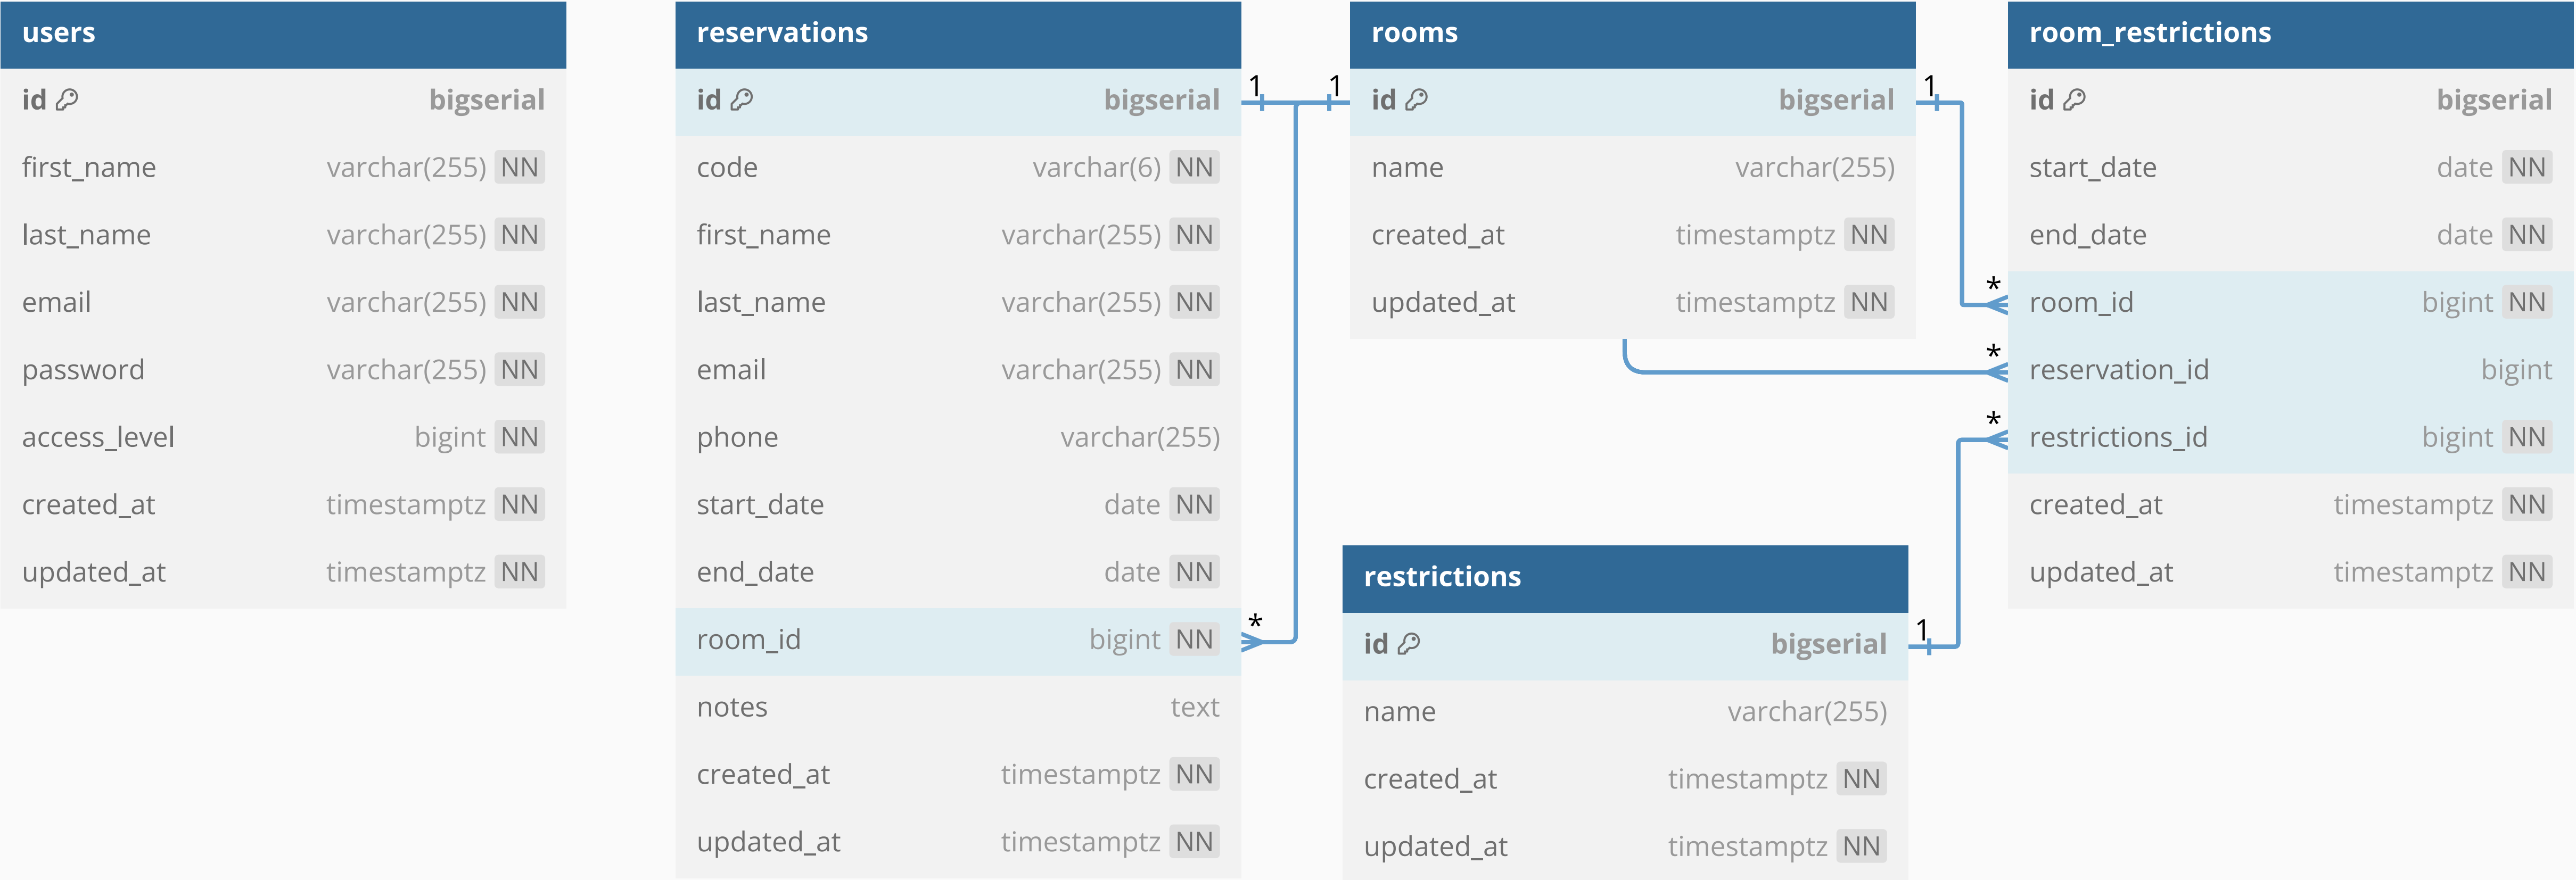 users
id bigserial
first_name varchar(255) NN
last_name varchar(255) NN
email varchar(255) NN
password varchar(255) NN
access_level bigint NN
created_at timestamptz NN
updated_at timestamptz NN
reservations
id bigserial
code varchar(6) NN
first_name varchar(255) NN
last_name varchar(255) NN
email varchar(255) NN
phone varchar(255)
start_date date NN
end_date date NN
room_id bigint NN
notes text
created_at timestamptz NN
updated_at timestamptz NN
1
*
1
rooms
id bigserial
name varchar(255)
created_at timestamptz NN
updated_at timestamptz NN
1
restrictions
id bigserial
name varchar(255)
created_at timestamptz NN
updated_at timestamptz NN
1
*
*
*
room_restrictions
id bigserial
start_date date NN
end_date date NN
room_id bigint NN
reservation_id bigint
restrictions_id bigint NN
created_at timestamptz NN
updated_at timestamptz NN